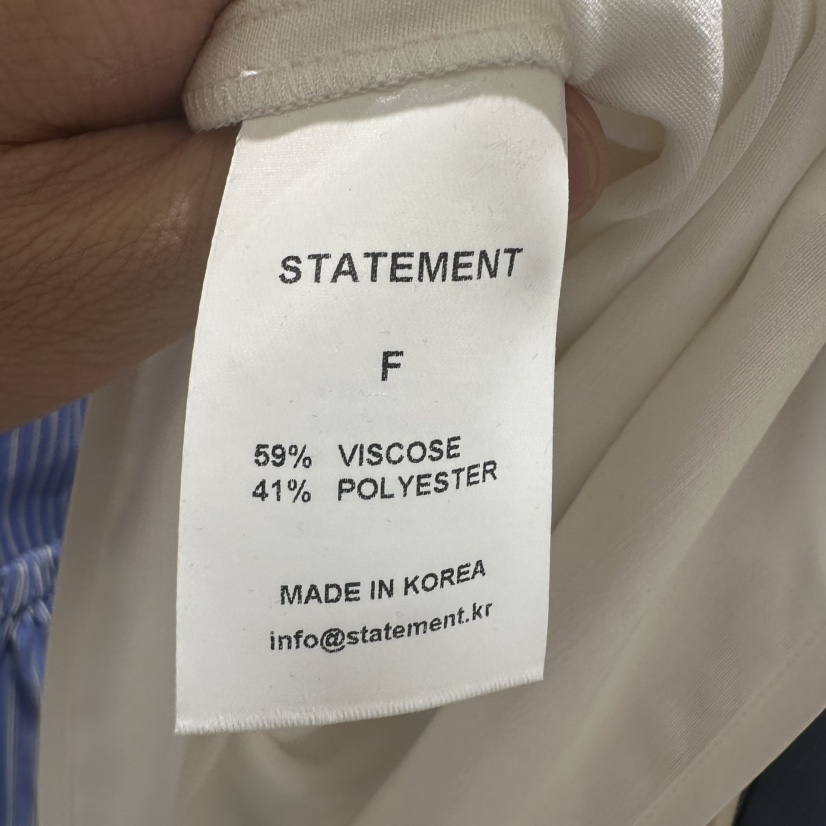 STATEMENT
F
59% VISCOSE
41% POLYESTER
MADE IN KOREA
info@statement.kr